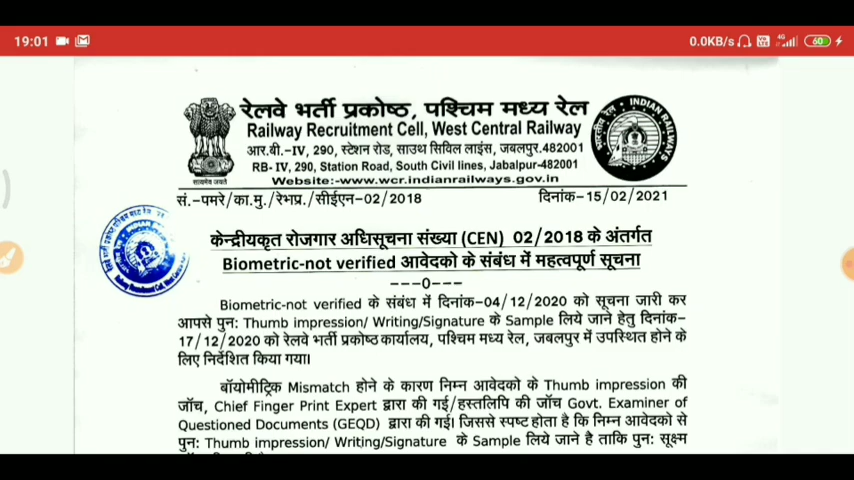 19:01
0.0KB/s 4G 60
रेलवे भर्ती प्रकोष्ठ, पश्चिम मध्य रेल
Railway Recruitment Cell, West Central Railway
आर.बी.-IV, 290, स्टेशन रोड, साउथ सिविल लाइंस, जबलपुर.482001
RB- IV, 290, Station Road, South Civil lines, Jabalpur-482001
Website:-www.wcr.indianrailways.gov.in
सत्यमेव जयते
भारतीय रेल INDIAN RAILWAYS
सं.-पमरे/का.मु./रेभप्र./सीईएन-02/2018 दिनांक-15/02/2021
केन्द्रीयकृत रोजगार अधिसूचना संख्या (CEN) 02/2018 के अंतर्गत
Biometric-not verified आवेदको के संबंध में महत्वपूर्ण सूचना
---0---
Biometric-not verified के संबंध में दिनांक-04/12/2020 को सूचना जारी कर
आपसे पुन: Thumb impression/ Writing/Signature के Sample लिये जाने हेतु दिनांक-
17/12/2020 को रेलवे भर्ती प्रकोष्ठ कार्यालय, पश्चिम मध्य रेल, जबलपुर में उपस्थित होने के
लिए निर्देशित किया गया।
बॉयोमीट्रिक Mismatch होने के कारण निम्न आवेदको के Thumb impression की
जॉच, Chief Finger Print Expert द्वारा की गई/हस्तलिपि की जॉच Govt. Examiner of
Questioned Documents (GEQD) द्वारा की गई। जिससे स्पष्ट होता है कि निम्न आवेदको से
पुन: Thumb impression/ Writing/Signature के Sample लिये जाने है ताकि पुन: सूक्ष्म